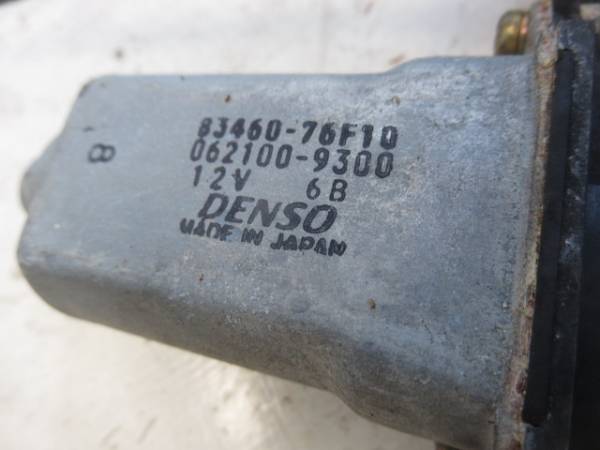 83460-76F10
8
062100-9300
12V 6B
DENSO
MADE IN JAPAN